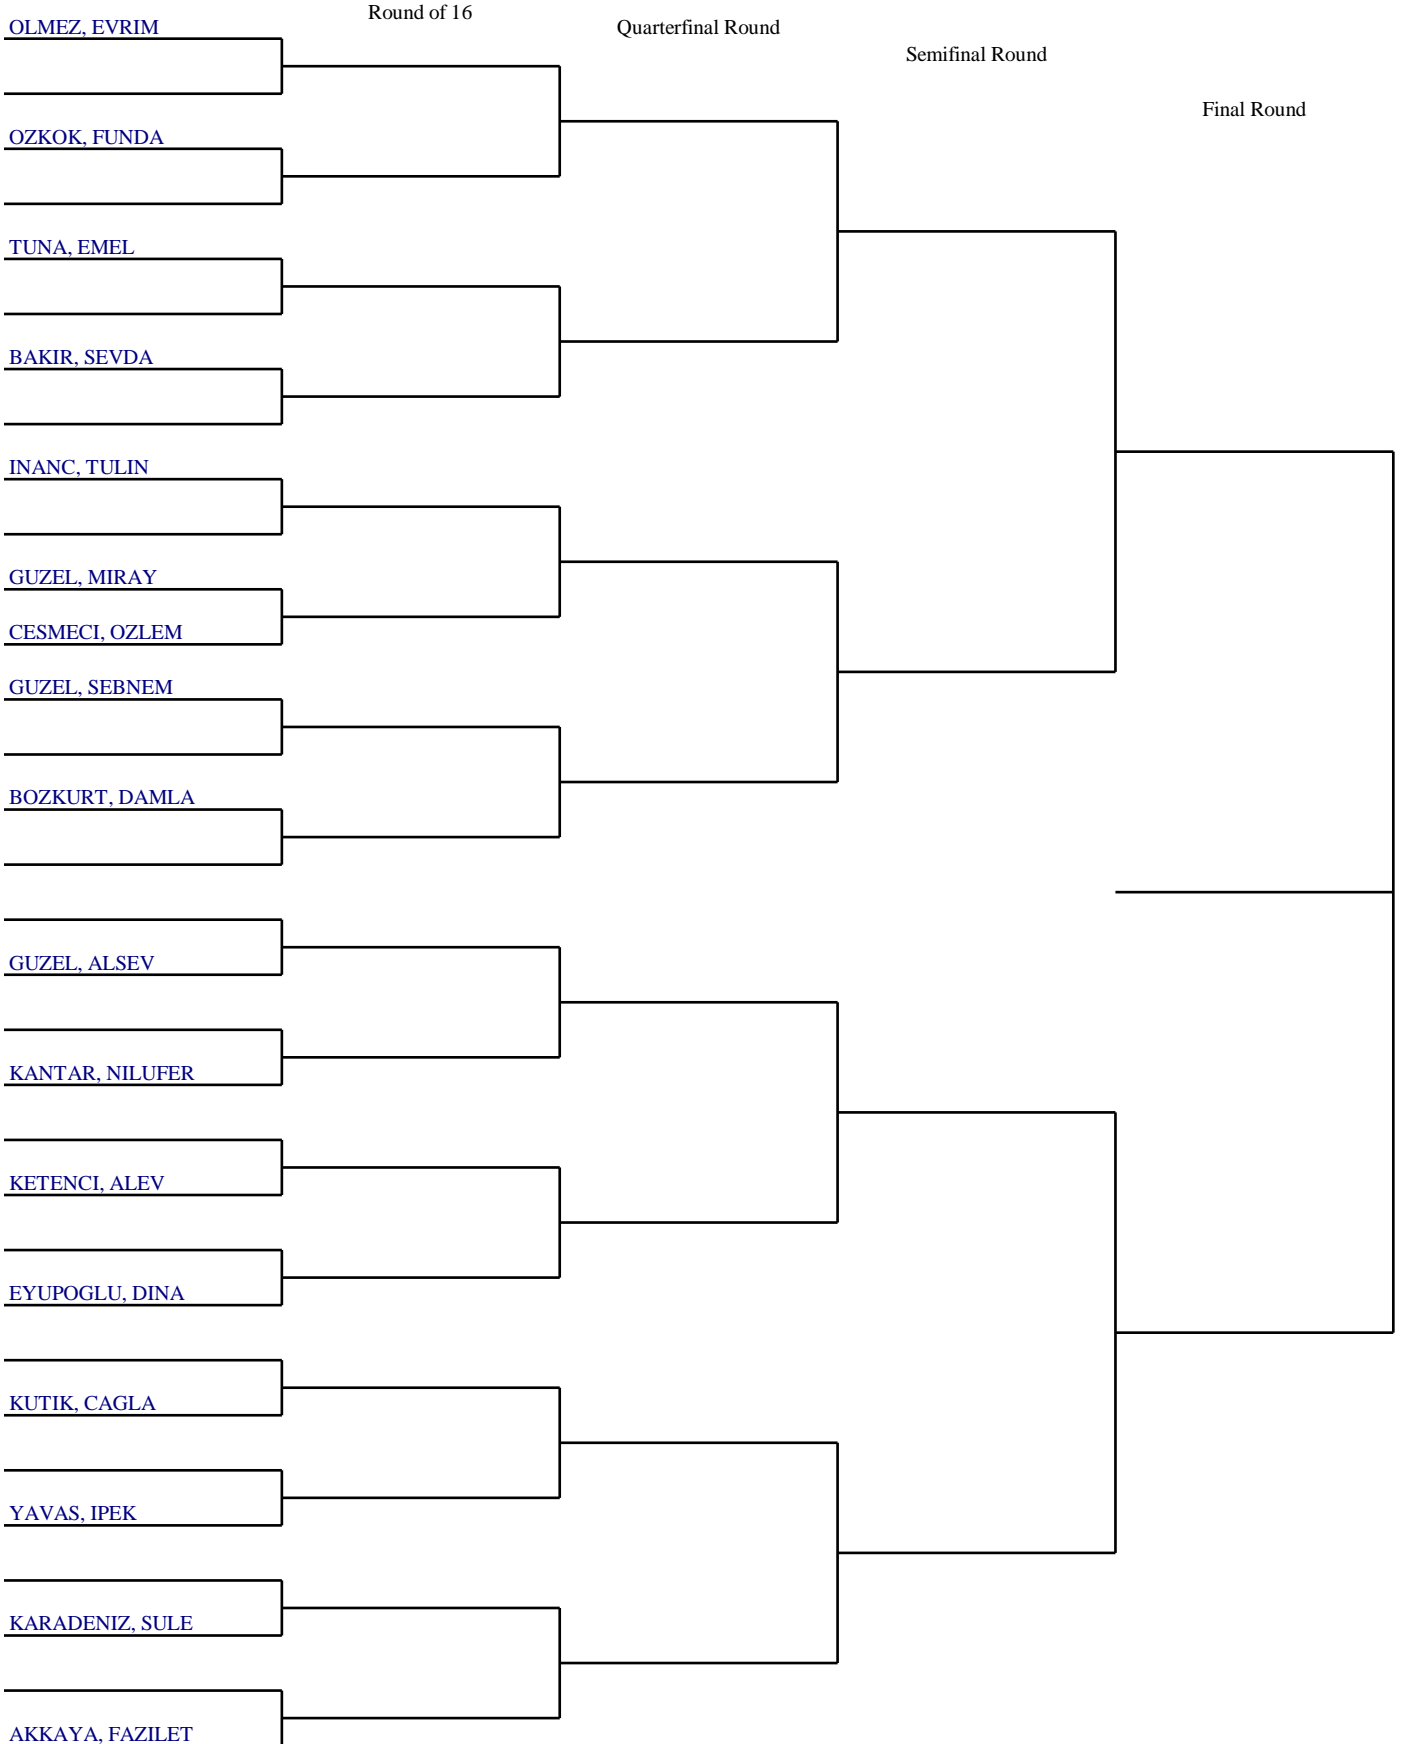 Round of 16
Quarterfinal Round
Semifinal Round
Final Round
OLMEZ, EVRIM
OZKOK, FUNDA
TUNA, EMEL
BAKIR, SEVDA
INANC, TULIN
GUZEL, MIRAY
CESMECI, OZLEM
GUZEL, SEBNEM
BOZKURT, DAMLA
GUZEL, ALSEV
KANTAR, NILUFER
KETENCI, ALEV
EYUPOGLU, DINA
KUTIK, CAGLA
YAVAS, IPEK
KARADENIZ, SULE
AKKAYA, FAZILET